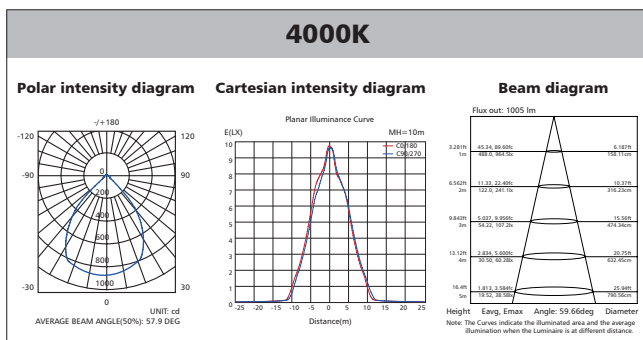 4000K
Polar intensity diagram
Cartesian intensity diagram
Beam diagram
-/+180
-120
120
-90
90
-30
30
0
0
200
400
600
800
1000
UNIT: cd
AVERAGE BEAM ANGLE(50%): 57.9 DEG
Planar Illuminance Curve
E(LX)
MH=10m
C0/180
C90/270
10
9
8
7
6
5
4
3
2
1
0
-25 -20 -15 -10 -5 0 5 10 15 20 25
Distance(m)
Flux out: 1005 lm
3.281ft 45.34, 89.60fc 6.187ft
1m 488.0, 964.5lx 158.11cm
6.562ft 11.33, 22.40fc 10.37ft
2m 122.0, 241.1lx 316.23cm
9.843ft 5.037, 9.956fc 15.56ft
3m 54.22, 107.2lx 474.34cm
13.12ft 2.834, 5.600fc 20.75ft
4m 30.50, 60.28lx 632.45cm
16.4ft 1.813, 3.584fc 25.94ft
5m 19.52, 38.58lx 790.56cm
Height Eavg, Emax Angle: 59.66deg Diameter
Note: The Curves indicate the illuminated area and the average
illumination when the Luminaire is at different distance.